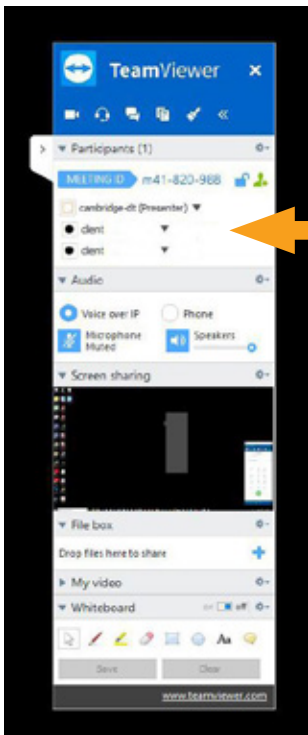 TeamViewer
Participants (1)
MEETING ID m41-820-988
cambridge-dt (Presenter)
client
client
Audio
Voice over IP Phone
Microphone Muted Speakers
Screen sharing
File box
Drop files here to share
My video
Whiteboard on off
Aa
Save Clear
www.teamviewer.com